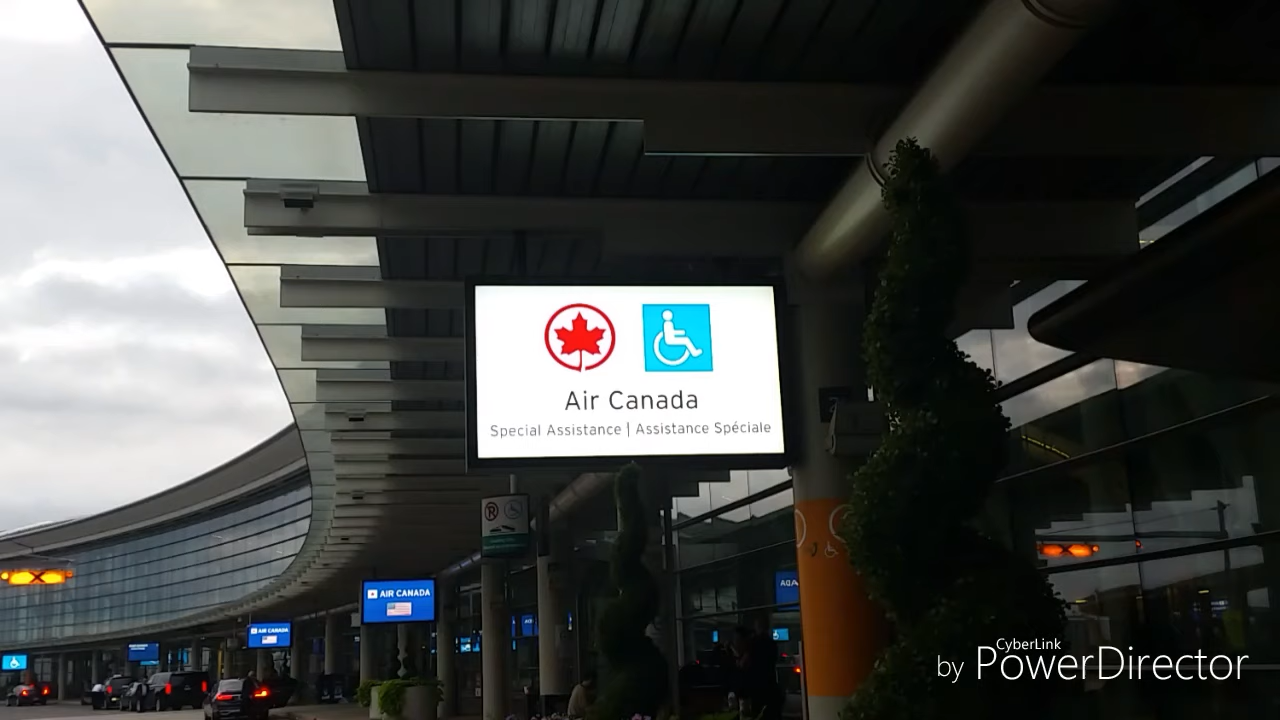 Air Canada
Special Assistance | Assistance Spéciale
AIR CANADA
AIR CANADA
CyberLink
by PowerDirector